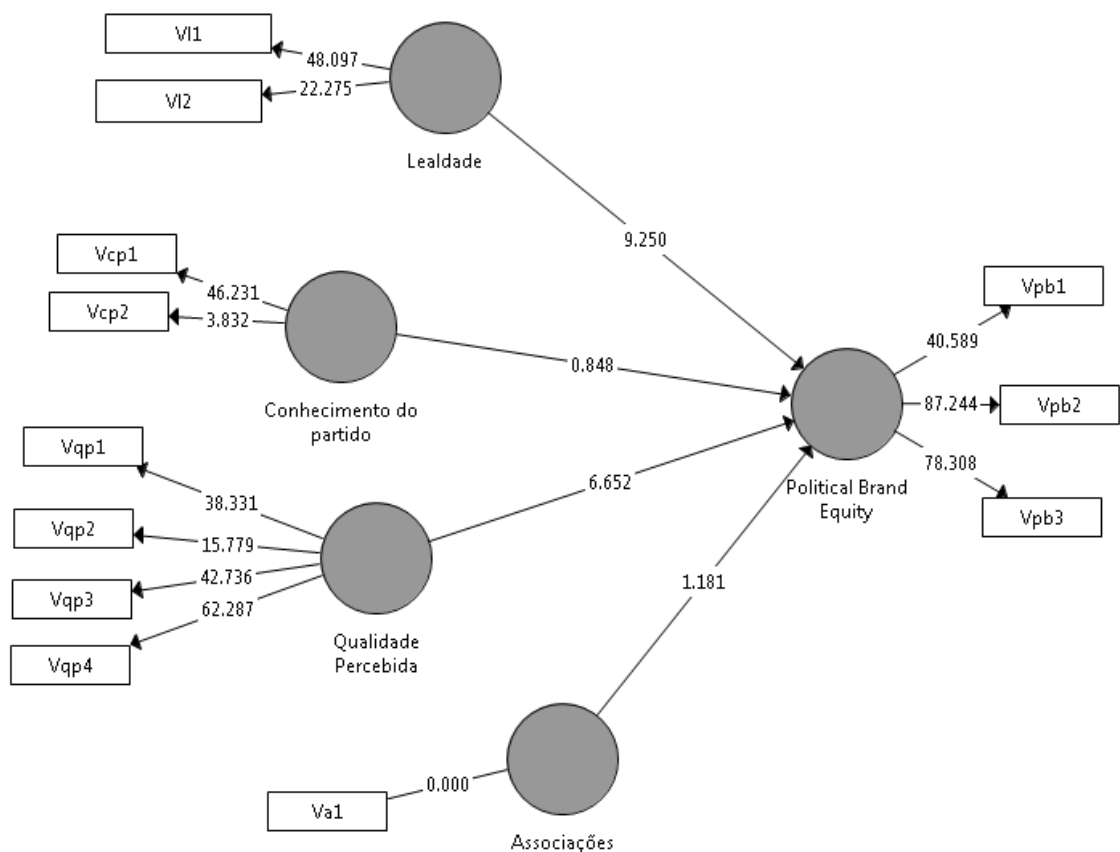 Vl1
48.097
Vl2
22.275
Lealdade
9.250
Vcp1
46.231
Vcp2
3.832
Conhecimento do
partido
0.848
Vqp1
38.331
Vqp2
15.779
Vqp3
42.736
Vqp4
62.287
Qualidade
Percebida
6.652
Va1
0.000
Associações
1.181
Political Brand
Equity
Vpb1
40.589
Vpb2
87.244
Vpb3
78.308